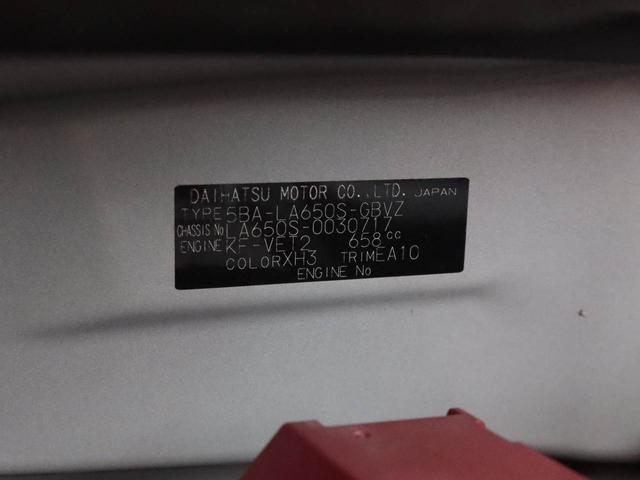 DAIHATSU MOTOR CO.,LTD. JAPAN
TYPE 5BA-LA650S-GBVZ
CHASSIS No LA650S-0030717
ENGINE KF-VET2 658 cc
COLOR XH3 TRIM EA10
ENGINE No